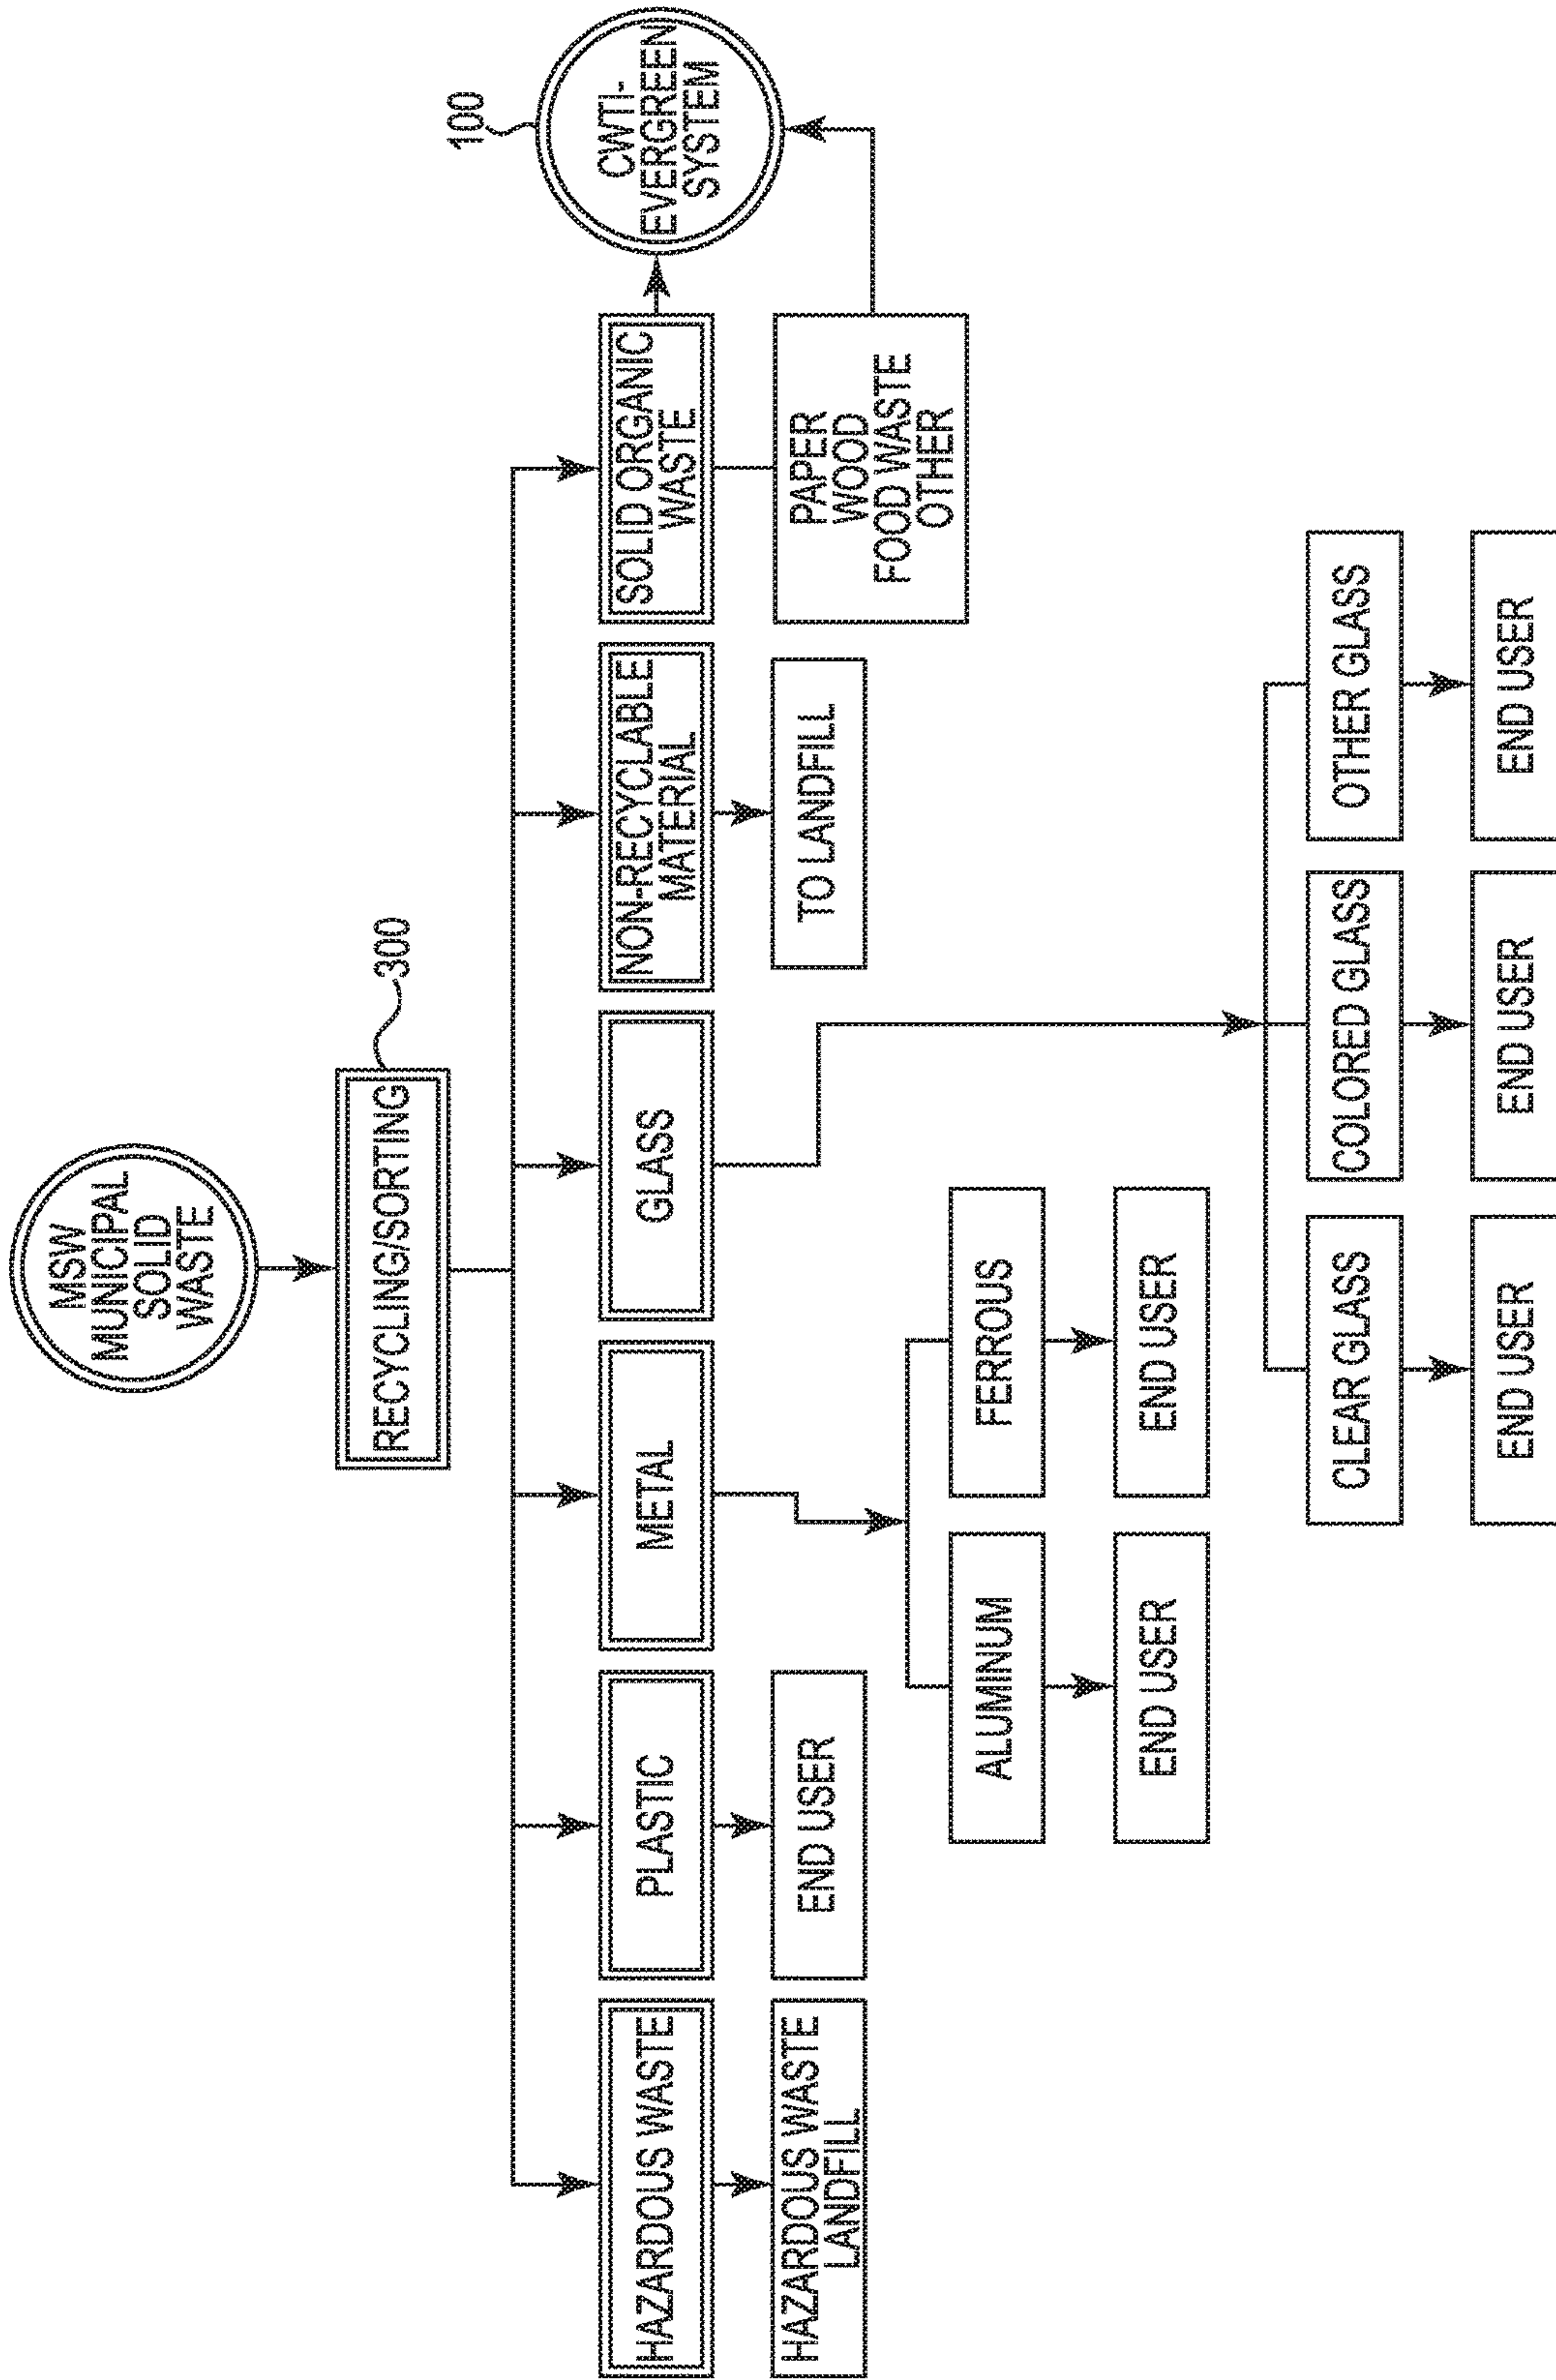 MSW
MUNICIPAL
SOLID
WASTE
RECYCLING/SORTING
300
HAZARDOUS WASTE
PLASTIC
METAL
GLASS
NON-RECYCLABLE
MATERIAL
SOLID ORGANIC
WASTE
100
CWTI-
EVERGREEN
SYSTEM
HAZARDOUS WASTE
LANDFILL
END USER
TO LANDFILL
PAPER
WOOD
FOOD WASTE
OTHER
ALUMINUM
FERROUS
END USER
END USER
CLEAR GLASS
COLORED GLASS
OTHER GLASS
END USER
END USER
END USER